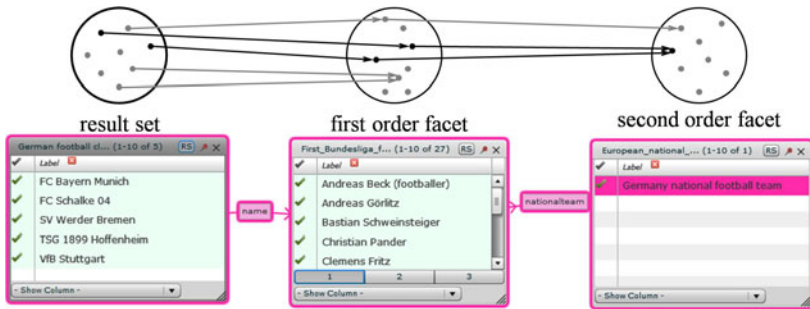 result set
first order facet
second order facet
German football cl... (1-10 of 5) RS
Label
FC Bayern Munich
FC Schalke 04
SV Werder Bremen
TSG 1899 Hoffenheim
VfB Stuttgart
- Show Column -
name
First_Bundesliga_f... (1-10 of 27) RS
Label
Andreas Beck (footballer)
Andreas Görlitz
Bastian Schweinsteiger
Christian Pander
Clemens Fritz
1 2 3
- Show Column -
nationalteam
European_national_... (1-10 of 1) RS
Label
Germany national football team
- Show Column -